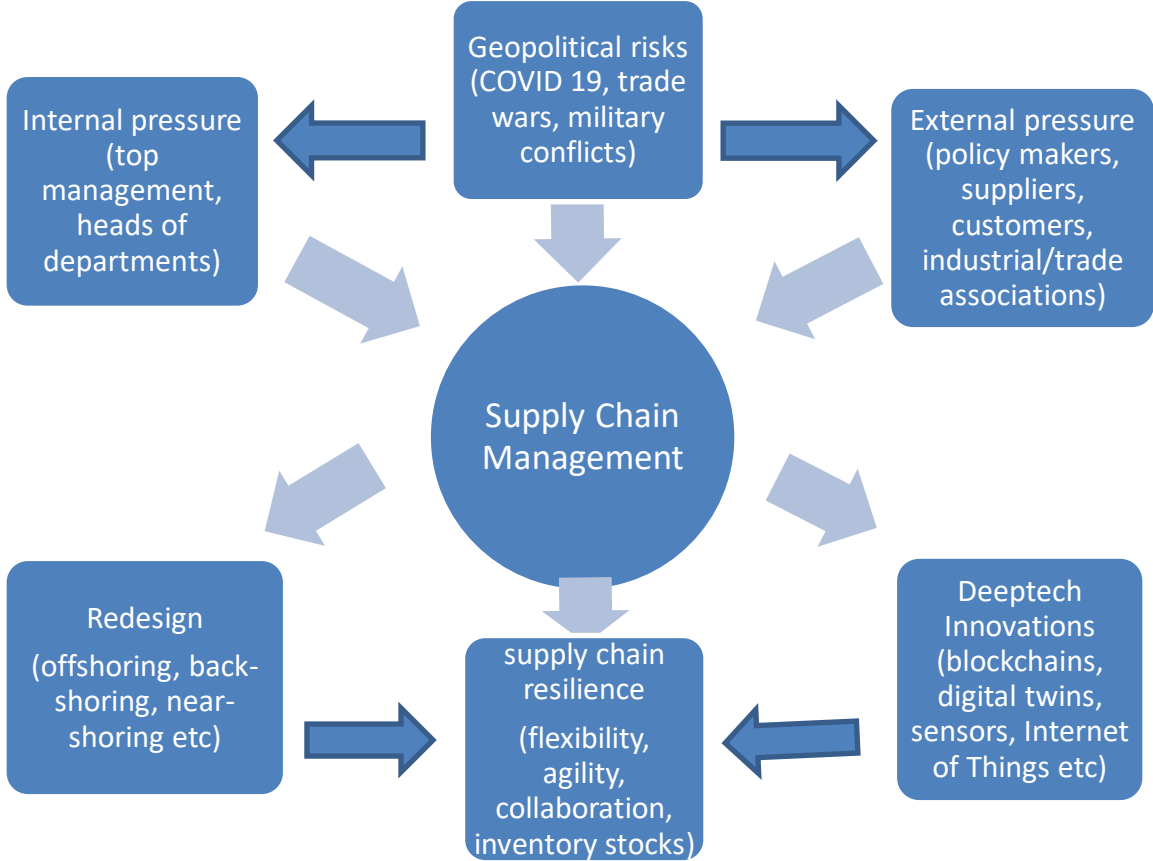 Geopolitical risks
(COVID 19, trade
wars, military
conflicts)
Internal pressure
(top
management,
heads of
departments)
External pressure
(policy makers,
suppliers,
customers,
industrial/trade
associations)
Supply Chain
Management
Redesign
(offshoring, back-
shoring, near-
shoring etc)
supply chain
resilience
(flexibility,
agility,
collaboration,
inventory stocks)
Deeptech
Innovations
(blockchains,
digital twins,
sensors, Internet
of Things etc)